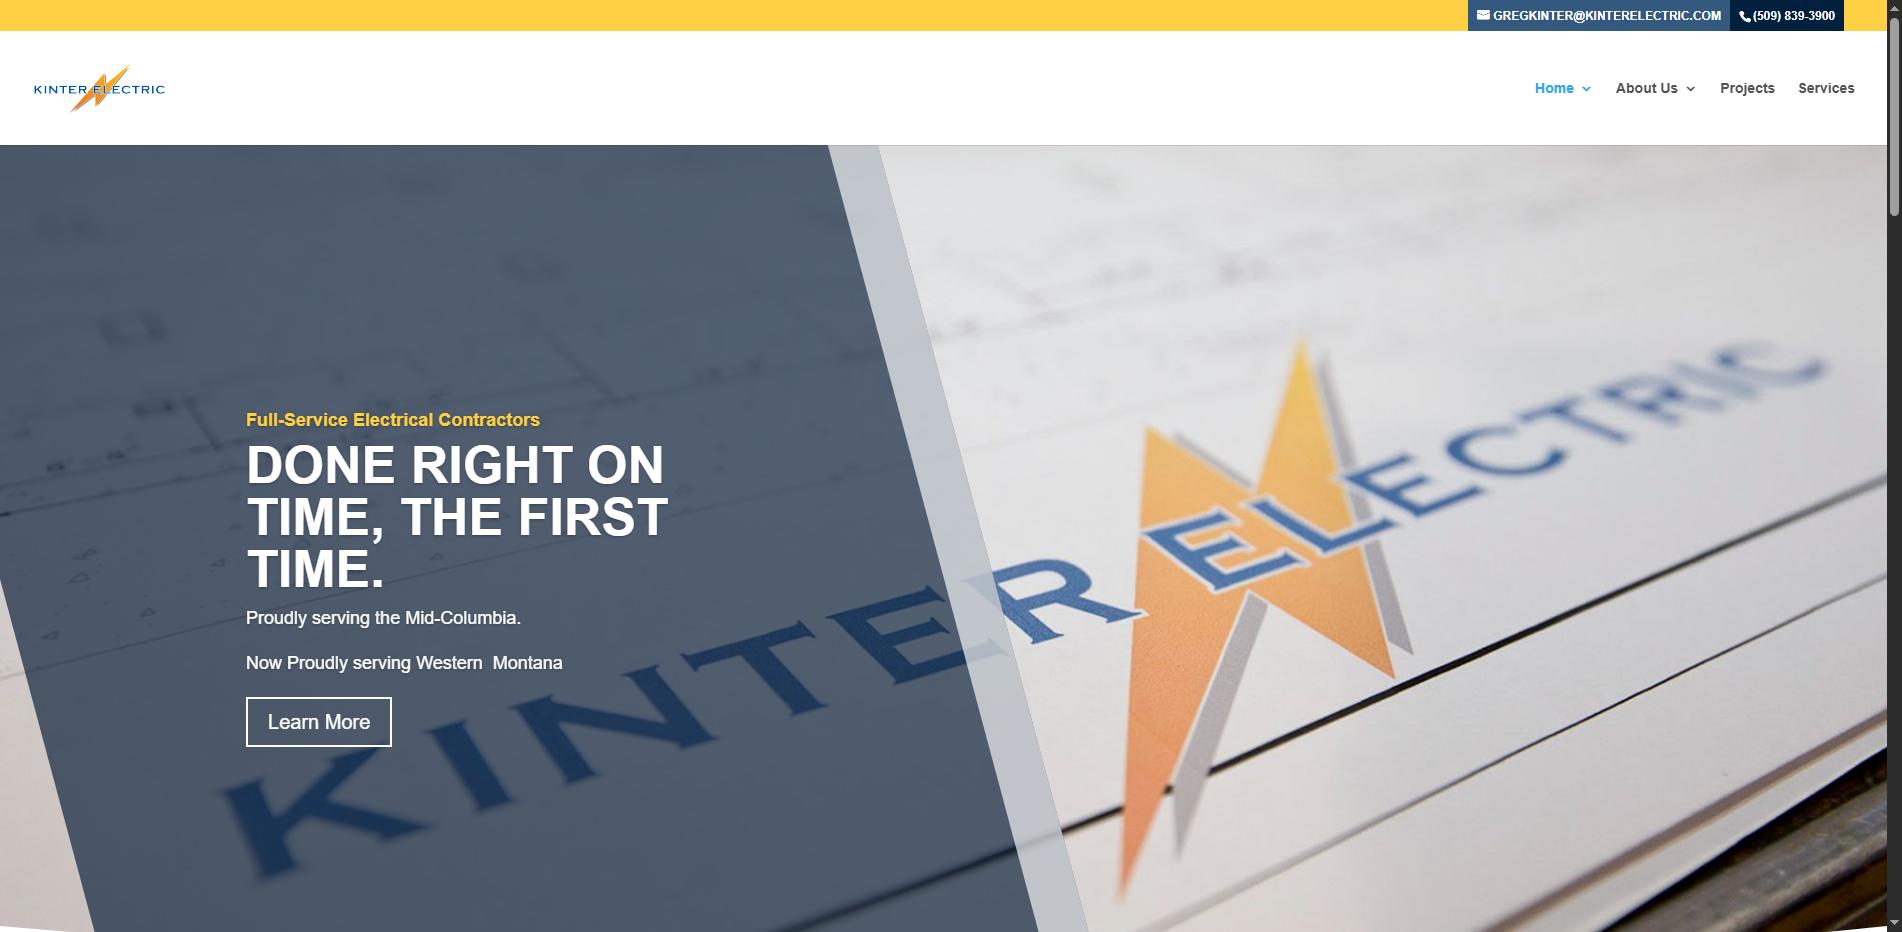 GREGKINTER@KINTERELECTRIC.COM (509) 839-3900
KINTER ELECTRIC
Home About Us Projects Services
Full-Service Electrical Contractors
DONE RIGHT ON
TIME, THE FIRST
TIME.
Proudly serving the Mid-Columbia.
Now Proudly serving Western  Montana
Learn More
KINTER ELECTRIC